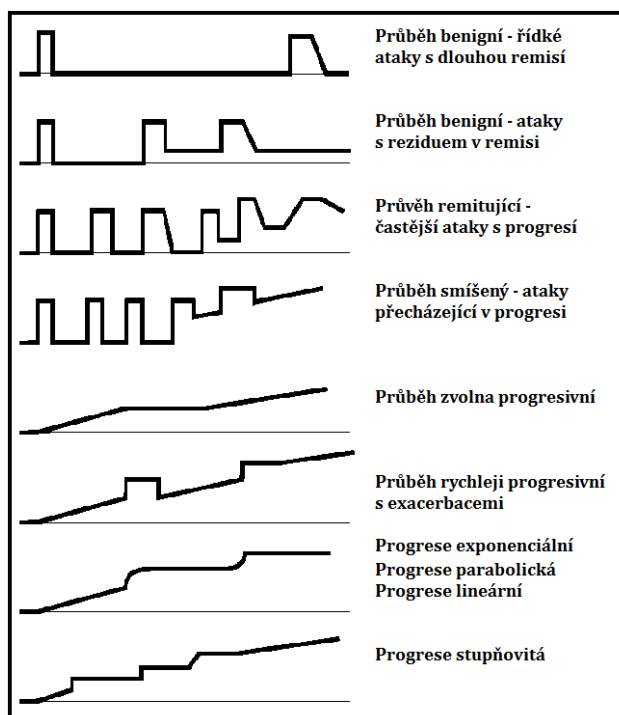 Průběh benigní - řídké
ataky s dlouhou remisí
Průběh benigní - ataky
s reziduem v remisi
Průvěh remitující -
častější ataky s progresí
Průběh smíšený - ataky
přecházející v progresi
Průběh zvolna progresivní
Průběh rychleji progresivní
s exacerbacemi
Progrese exponenciální
Progrese parabolická
Progrese lineární
Progrese stupňovitá